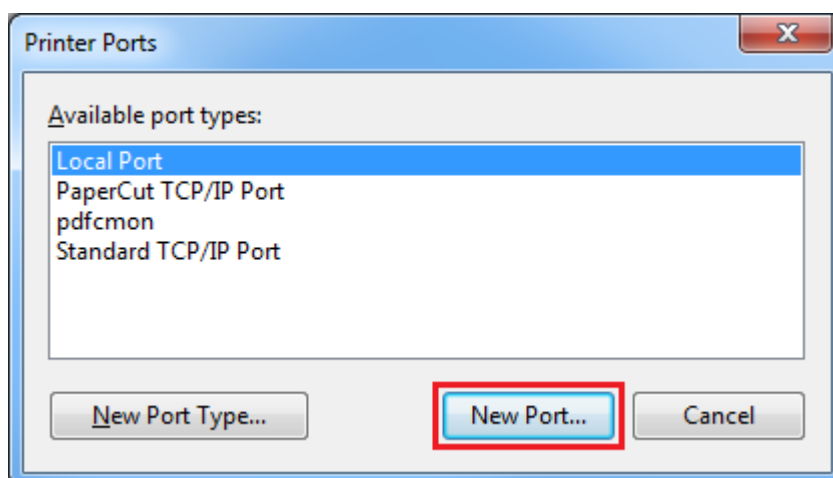 Printer Ports
Available port types:
Local Port
PaperCut TCP/IP Port
pdfcmon
Standard TCP/IP Port
New Port Type... New Port... Cancel